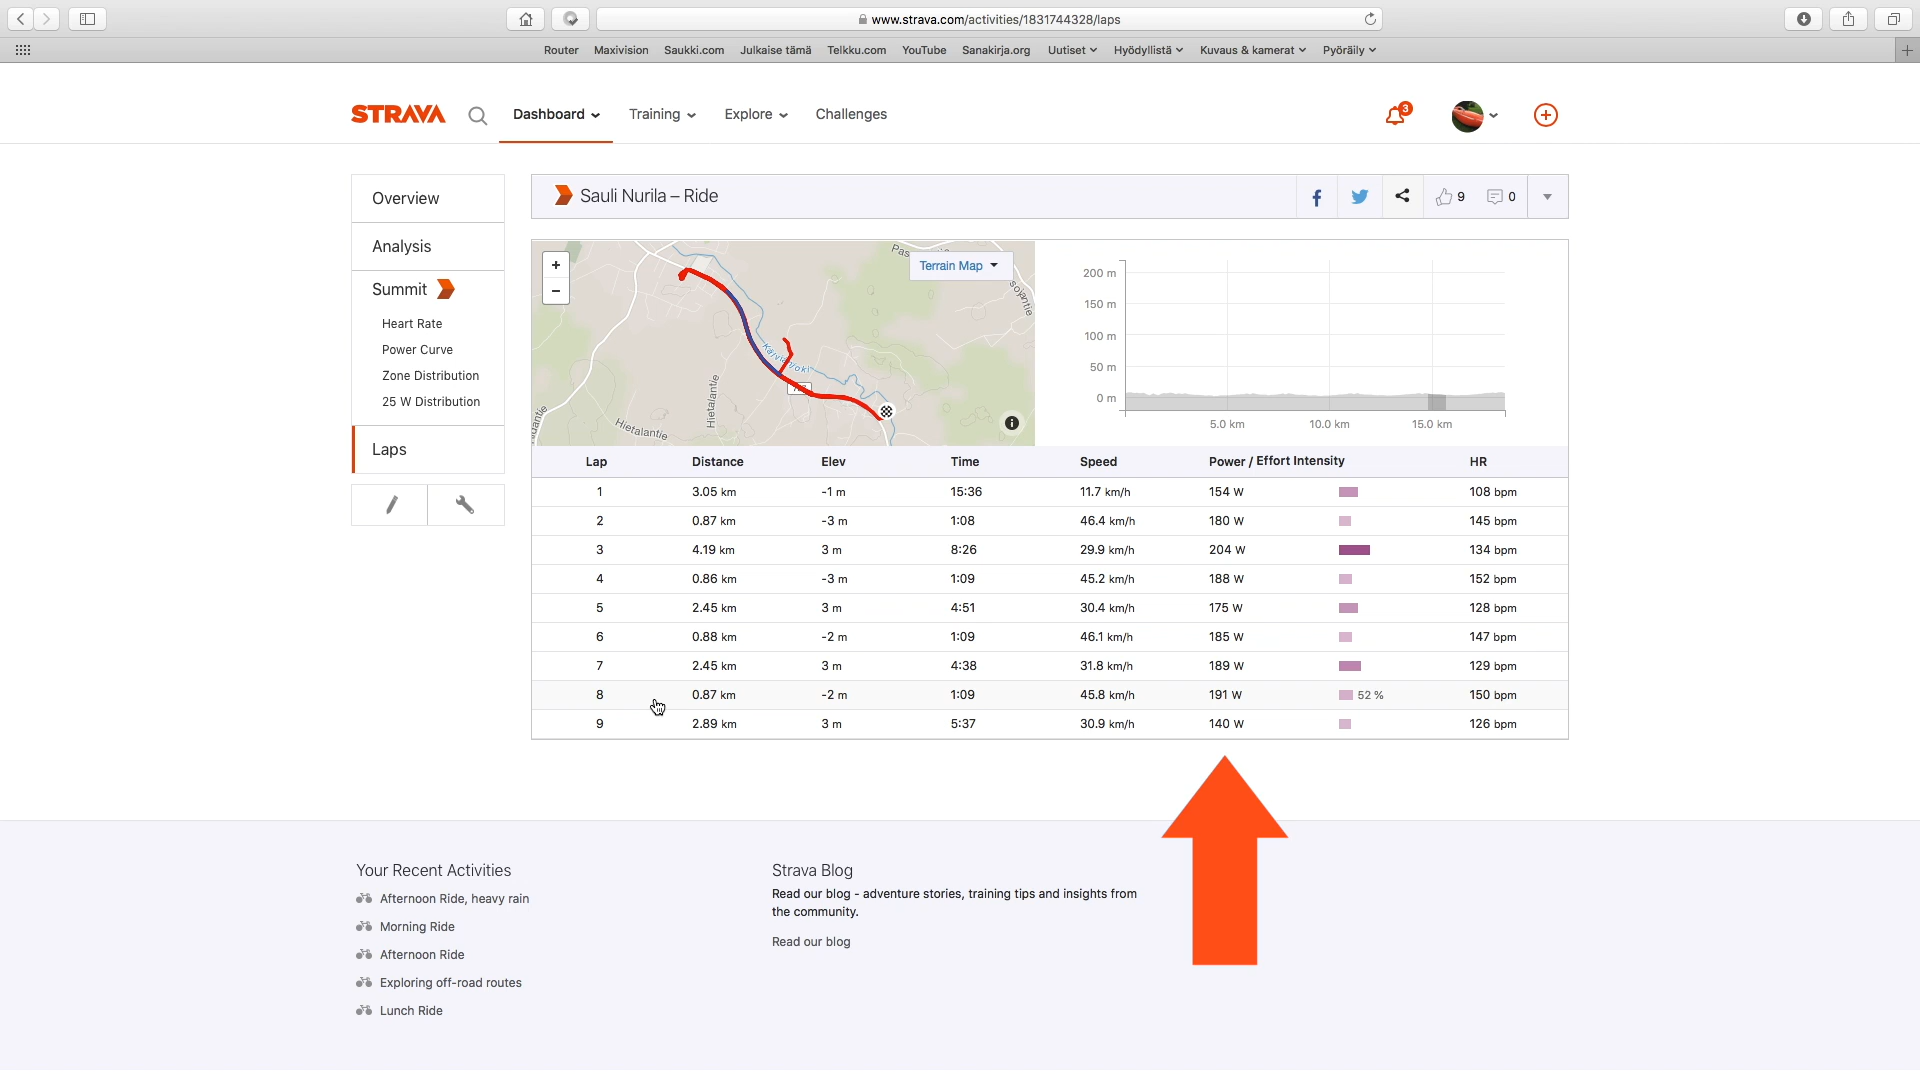 www.strava.com/activities/1831744328/laps
Router Maxivision Saukki.com Julkaise tämä Telkku.com YouTube Sanakirja.org Uutiset Hyödyllistä Kuvaus & kamerat Pyöräily
STRAVA Dashboard Training Explore Challenges 3
Overview
Analysis
Summit
Heart Rate
Power Curve
Zone Distribution
25 W Distribution
Laps
Sauli Nurila – Ride 9 0
+
−
Terrain Map
Hietalantie
Hietalantie
i
200 m
150 m
100 m
50 m
0 m
5.0 km 10.0 km 15.0 km
Lap Distance Elev Time Speed Power / Effort Intensity HR
1 3.05 km -1 m 15:36 11.7 km/h 154 W 108 bpm
2 0.87 km -3 m 1:08 46.4 km/h 180 W 145 bpm
3 4.19 km 3 m 8:26 29.9 km/h 204 W 134 bpm
4 0.86 km -3 m 1:09 45.2 km/h 188 W 152 bpm
5 2.45 km 3 m 4:51 30.4 km/h 175 W 128 bpm
6 0.88 km -2 m 1:09 46.1 km/h 185 W 147 bpm
7 2.45 km 3 m 4:38 31.8 km/h 189 W 129 bpm
8 0.87 km -2 m 1:09 45.8 km/h 191 W 52 % 150 bpm
9 2.89 km 3 m 5:37 30.9 km/h 140 W 126 bpm
Your Recent Activities
Afternoon Ride, heavy rain
Morning Ride
Afternoon Ride
Exploring off-road routes
Lunch Ride
Strava Blog
Read our blog - adventure stories, training tips and insights from
the community.
Read our blog